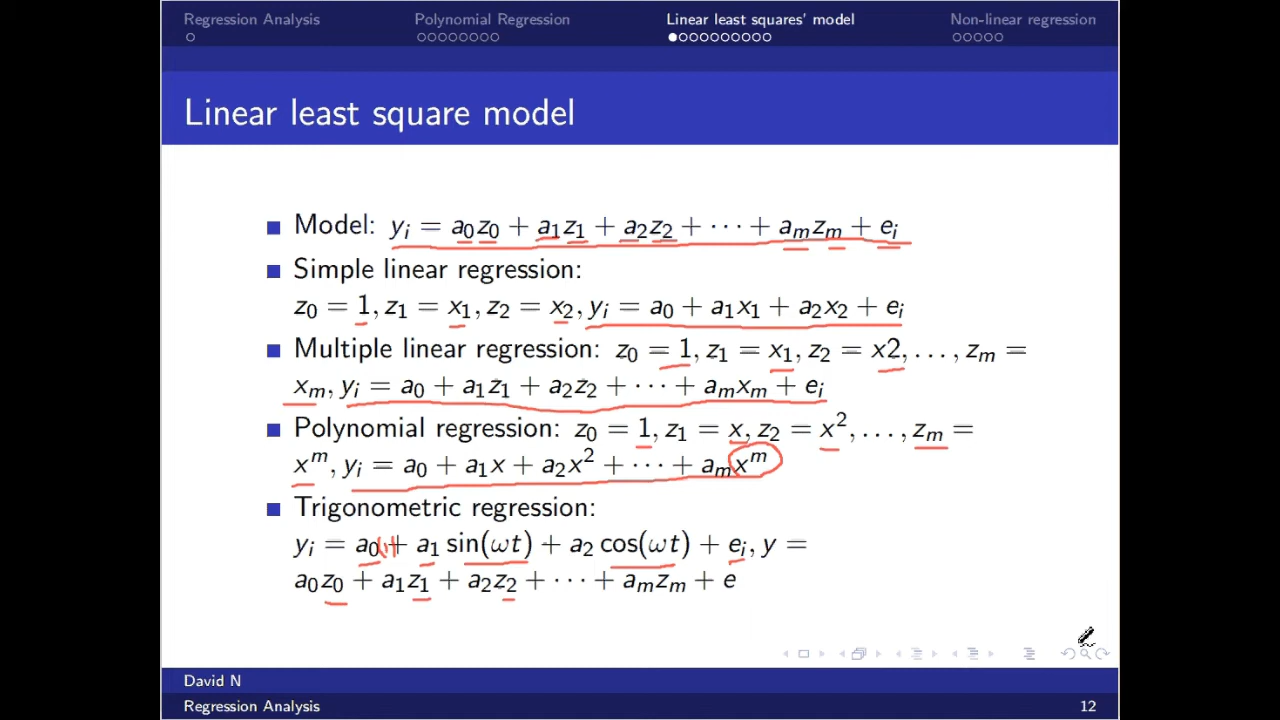 Regression Analysis Polynomial Regression Linear least squares' model Non-linear regression
Linear least square model
Model: yᵢ = a₀z₀ + a₁z₁ + a₂z₂ + ⋯ + aₘzₘ + eᵢ
Simple linear regression:
z₀ = 1, z₁ = x₁, z₂ = x₂, yᵢ = a₀ + a₁x₁ + a₂x₂ + eᵢ
Multiple linear regression: z₀ = 1, z₁ = x₁, z₂ = x2, …, zₘ =
xₘ, yᵢ = a₀ + a₁z₁ + a₂z₂ + ⋯ + aₘxₘ + eᵢ
Polynomial regression: z₀ = 1, z₁ = x, z₂ = x², …, zₘ =
xᵐ, yᵢ = a₀ + a₁x + a₂x² + ⋯ + aₘxᵐ
Trigonometric regression:
yᵢ = a₀ + a₁ sin(ωt) + a₂ cos(ωt) + eᵢ, y =
a₀z₀ + a₁z₁ + a₂z₂ + ⋯ + aₘzₘ + e
David N
Regression Analysis 12